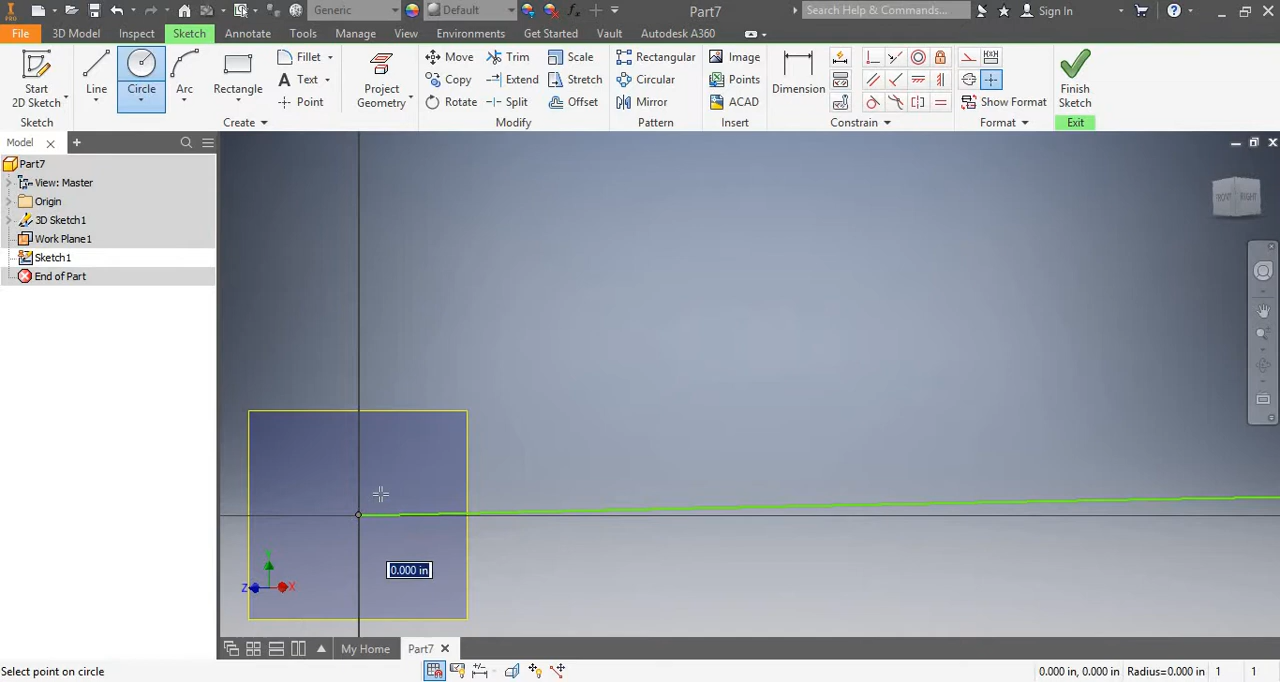 PRO
Generic
Default
Part7
Search Help & Commands...
Sign In
File
3D Model
Inspect
Sketch
Annotate
Tools
Manage
View
Environments
Get Started
Vault
Autodesk A360
Start
2D Sketch
Line
Circle
Arc
Rectangle
Fillet
Text
Point
Project
Geometry
Move
Trim
Scale
Copy
Extend
Stretch
Rotate
Split
Offset
Rectangular
Circular
Mirror
Image
Points
ACAD
Dimension
Show Format
Finish
Sketch
Sketch
Create
Modify
Pattern
Insert
Constrain
Format
Exit
Model
Part7
View: Master
Origin
3D Sketch1
Work Plane1
Sketch1
End of Part
FRONT
RIGHT
0.000 in
Y
Z
X
My Home
Part7
Select point on circle
0.000 in, 0.000 in
Radius=0.000 in
1
1